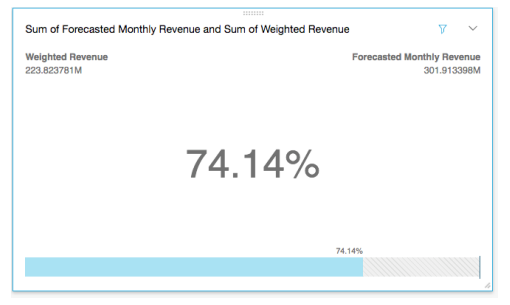 Sum of Forecasted Monthly Revenue and Sum of Weighted Revenue
Weighted Revenue
Forecasted Monthly Revenue
223.823781M
301.913398M
74.14%
74.14%